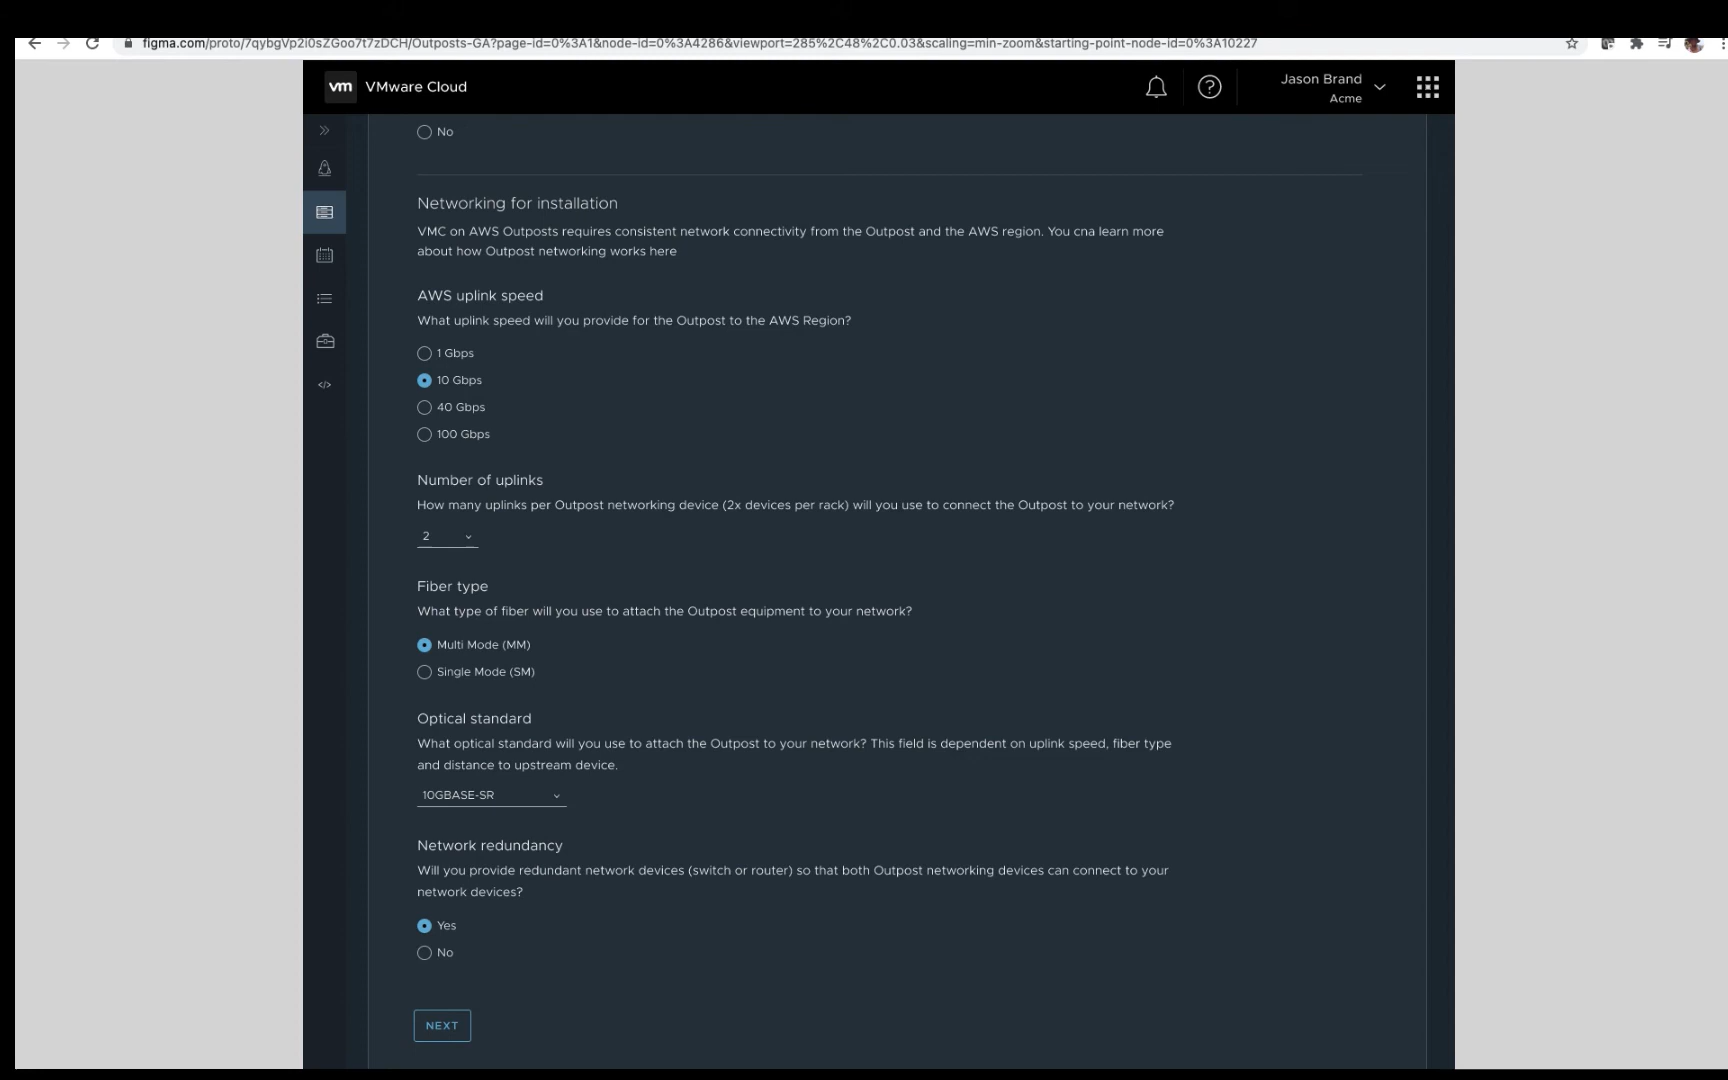 figma.com/proto/7qybgVp2i0sZGoo7t7zDCH/Outposts-GA?page-id=0%3A1&node-id=0%3A4286&viewport=285%2C48%2C0.03&scaling=min-zoom&starting-point-node-id=0%3A10227
vm VMware Cloud
Jason Brand
Acme
No
Networking for installation
VMC on AWS Outposts requires consistent network connectivity from the Outpost and the AWS region. You cna learn more
about how Outpost networking works here
AWS uplink speed
What uplink speed will you provide for the Outpost to the AWS Region?
1 Gbps
10 Gbps
40 Gbps
100 Gbps
Number of uplinks
How many uplinks per Outpost networking device (2x devices per rack) will you use to connect the Outpost to your network?
2
Fiber type
What type of fiber will you use to attach the Outpost equipment to your network?
Multi Mode (MM)
Single Mode (SM)
Optical standard
What optical standard will you use to attach the Outpost to your network? This field is dependent on uplink speed, fiber type
and distance to upstream device.
10GBASE-SR
Network redundancy
Will you provide redundant network devices (switch or router) so that both Outpost networking devices can connect to your
network devices?
Yes
No
NEXT